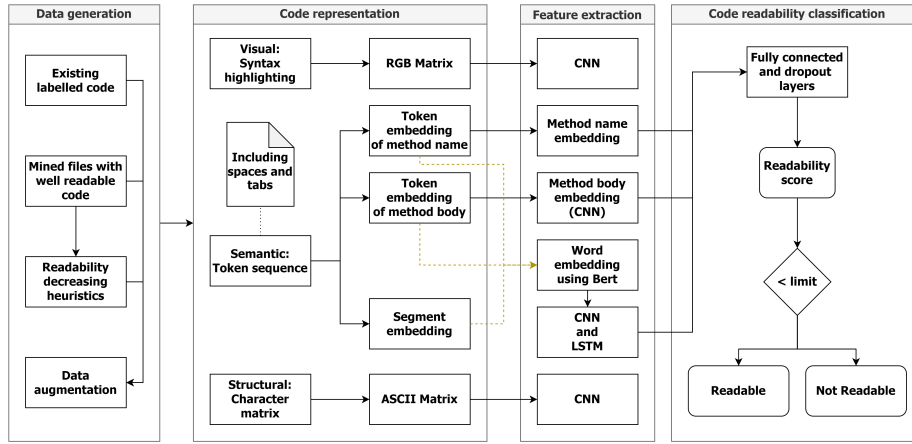 Data generation
Existing
labelled code
Mined files with
well readable
code
Readability
decreasing
heuristics
Data
augmentation
Code representation
Visual:
Syntax
highlighting
RGB Matrix
Including
spaces and
tabs
Token
embedding
of method name
Token
embedding
of method body
Semantic:
Token sequence
Segment
embedding
Structural:
Character
matrix
ASCII Matrix
Feature extraction
CNN
Method name
embedding
Method body
embedding
(CNN)
Word
embedding
using Bert
CNN
and
LSTM
CNN
Code readability classification
Fully connected
and dropout
layers
Readability
score
< limit
Readable
Not Readable